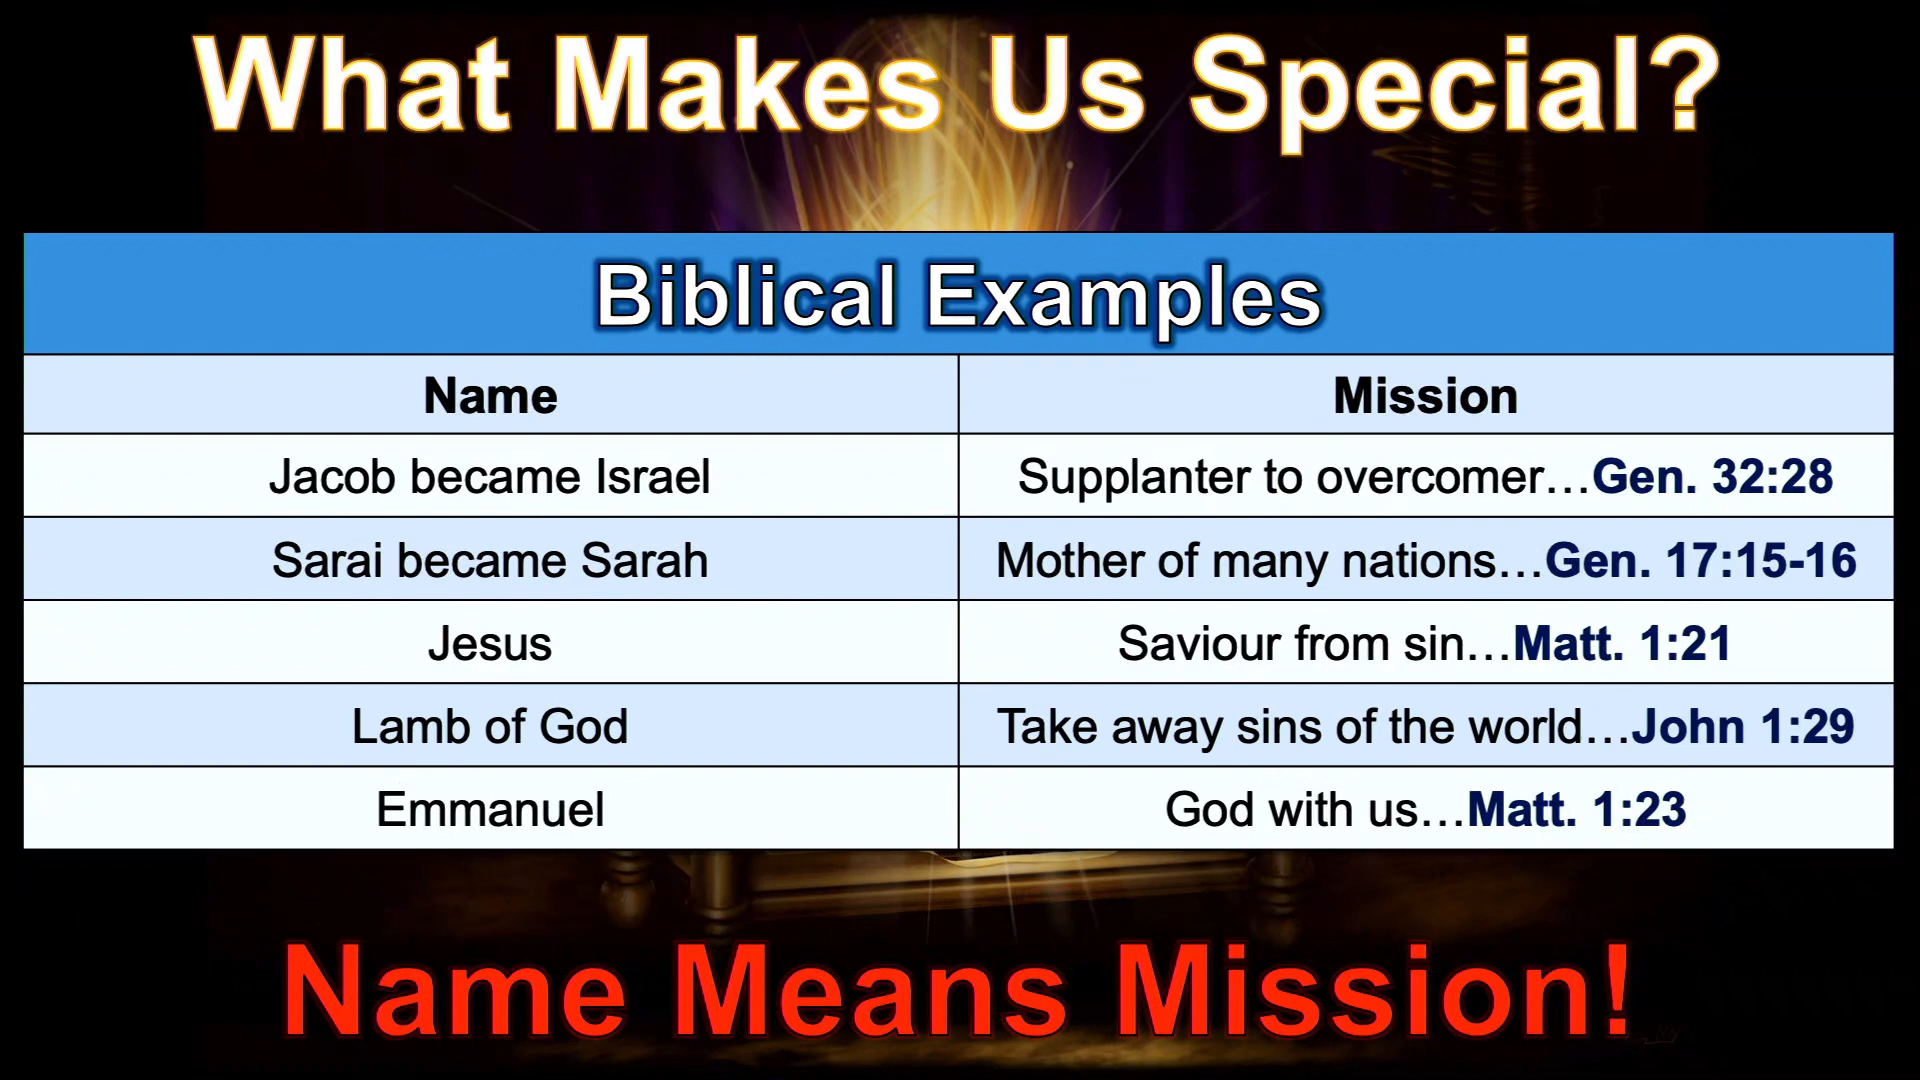 What Makes Us Special?
Biblical Examples
Name Mission
Jacob became Israel Supplanter to overcomer…Gen. 32:28
Sarai became Sarah Mother of many nations…Gen. 17:15-16
Jesus Saviour from sin…Matt. 1:21
Lamb of God Take away sins of the world…John 1:29
Emmanuel God with us…Matt. 1:23
Name Means Mission!